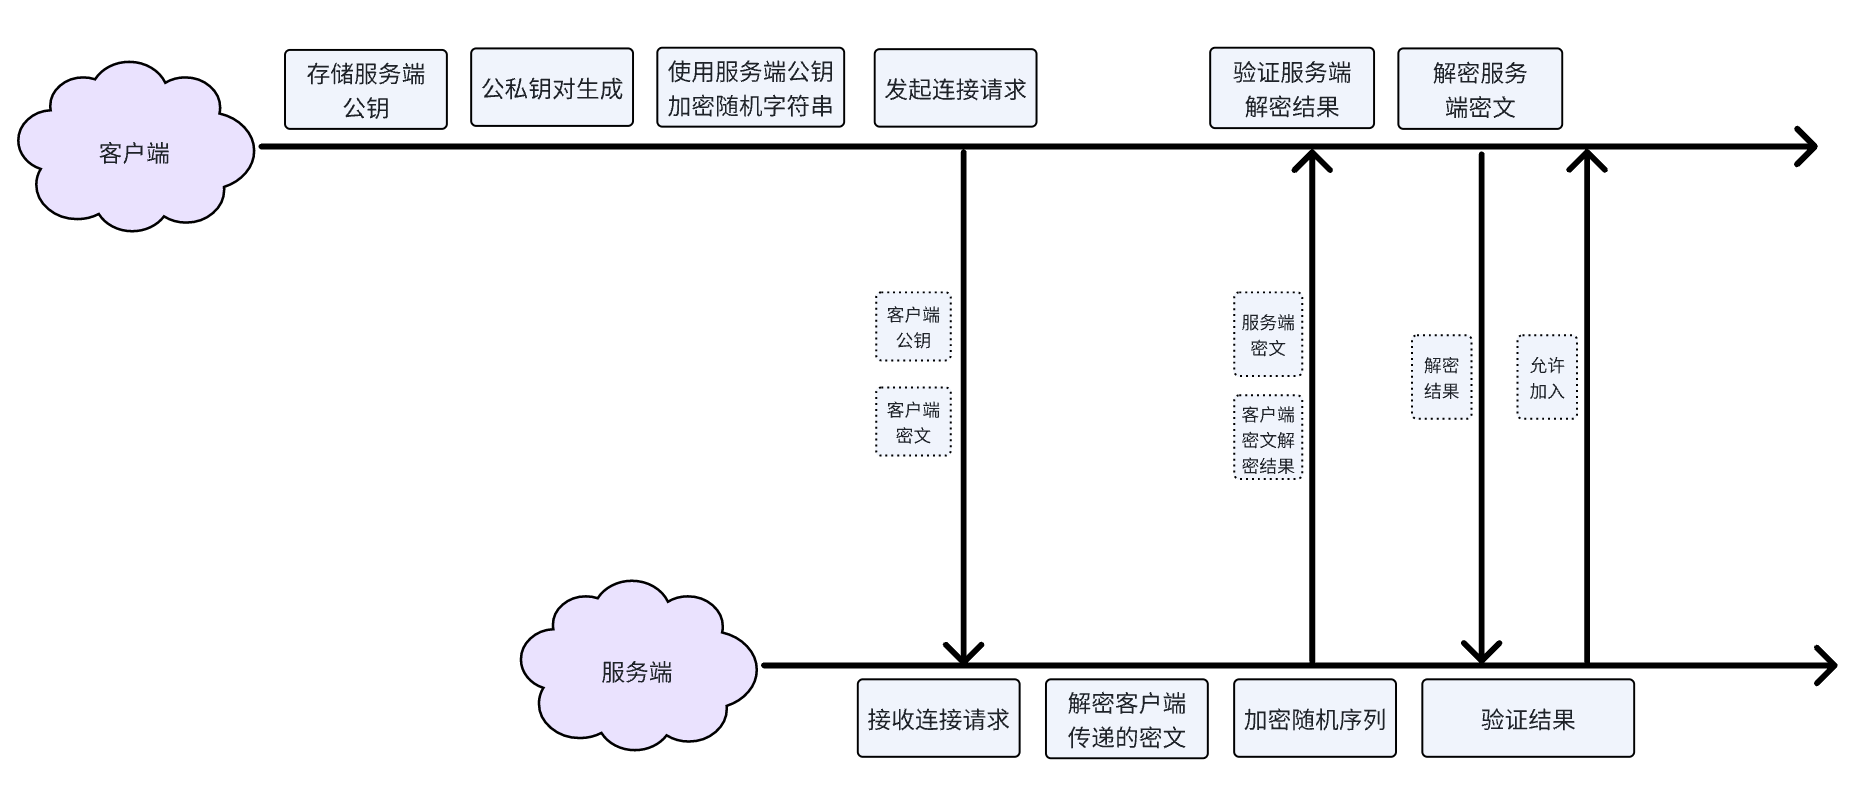 存储服务端
公钥
公私钥对生成
使用服务端公钥
加密随机字符串
发起连接请求
验证服务端
解密结果
解密服务
端密文
客户端
客户端
公钥
客户端
密文
服务端
密文
客户端
密文解
密结果
解密
结果
允许
加入
服务端
接收连接请求
解密客户端
传递的密文
加密随机序列
验证结果